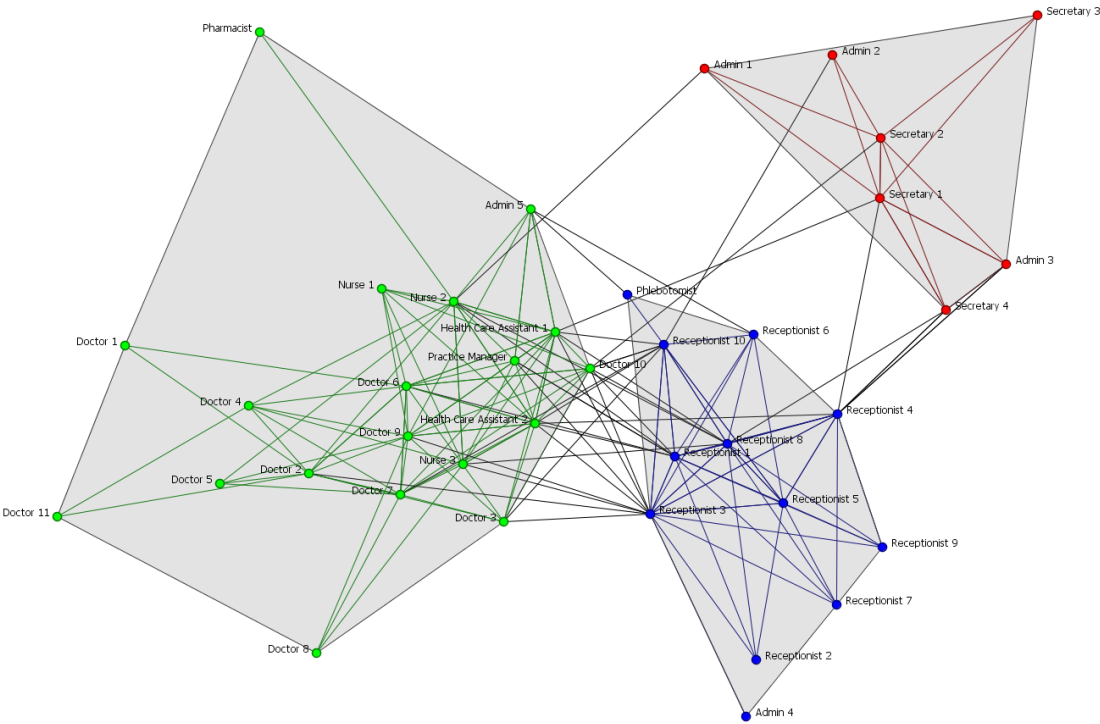 Secretary 3
Pharmacist
Admin 2
Admin 1
Secretary 2
Secretary 1
Admin 5
Admin 3
Nurse 1
Phlebotomist
Nurse 2
Secretary 4
Health Care Assistant 1
Receptionist 6
Doctor 1
Receptionist 10
Practice Manager
Doctor 10
Doctor 6
Doctor 4
Receptionist 4
Health Care Assistant 2
Doctor 9
Receptionist 8
Receptionist 1
Nurse 3
Doctor 2
Doctor 5
Doctor 7
Receptionist 5
Doctor 11
Receptionist 3
Doctor 3
Receptionist 9
Receptionist 7
Doctor 8
Receptionist 2
Admin 4